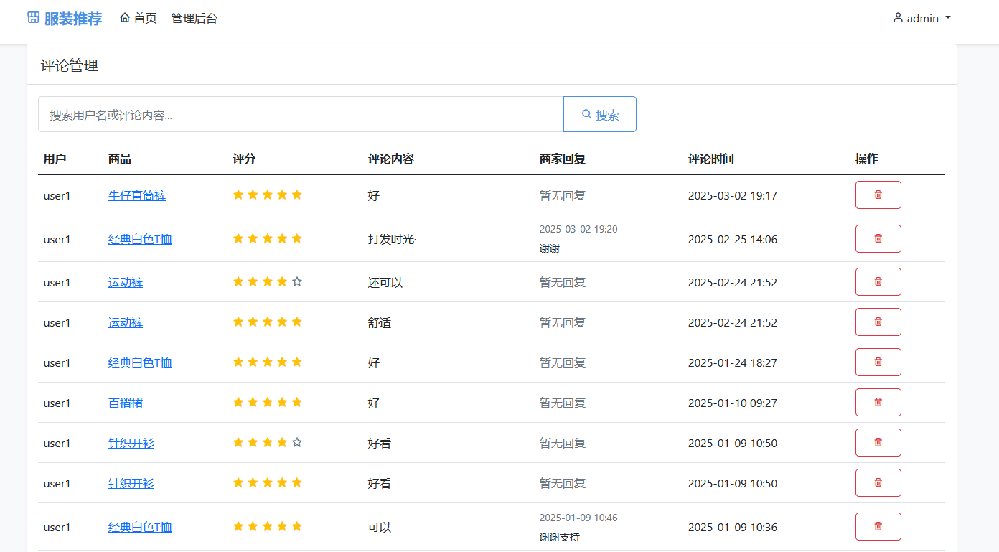 服装推荐 首页 管理后台 admin
评论管理
搜索用户名或评论内容... 搜索
用户 商品 评分 评论内容 商家回复 评论时间 操作
user1 牛仔直筒裤 好 暂无回复 2025-03-02 19:17
user1 经典白色T恤 打发时光· 2025-03-02 19:20 2025-02-25 14:06
谢谢
user1 运动裤 还可以 暂无回复 2025-02-24 21:52
user1 运动裤 舒适 暂无回复 2025-02-24 21:52
user1 经典白色T恤 好 暂无回复 2025-01-24 18:27
user1 百褶裙 好 暂无回复 2025-01-10 09:27
user1 针织开衫 好看 暂无回复 2025-01-09 10:50
user1 针织开衫 好看 暂无回复 2025-01-09 10:50
user1 经典白色T恤 可以 2025-01-09 10:46 2025-01-09 10:36
谢谢支持